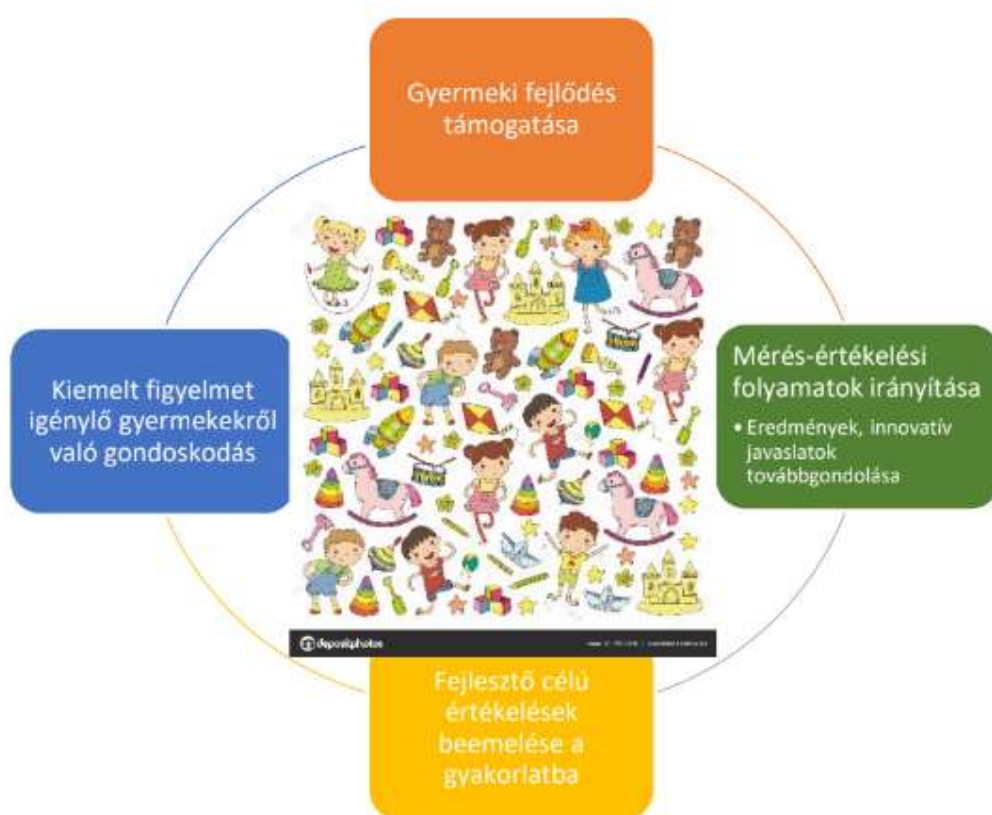 Gyermeki fejlődés
támogatása
Mérés-értékelési
folyamatok irányítása
• Eredmények, innovatív
javaslatok
továbbgondolása
Fejlesztő célú
értékelések
beemelése a
gyakorlatba
Kiemelt figyelmet
igénylő gyermekekről
való gondoskodás
depositphotos